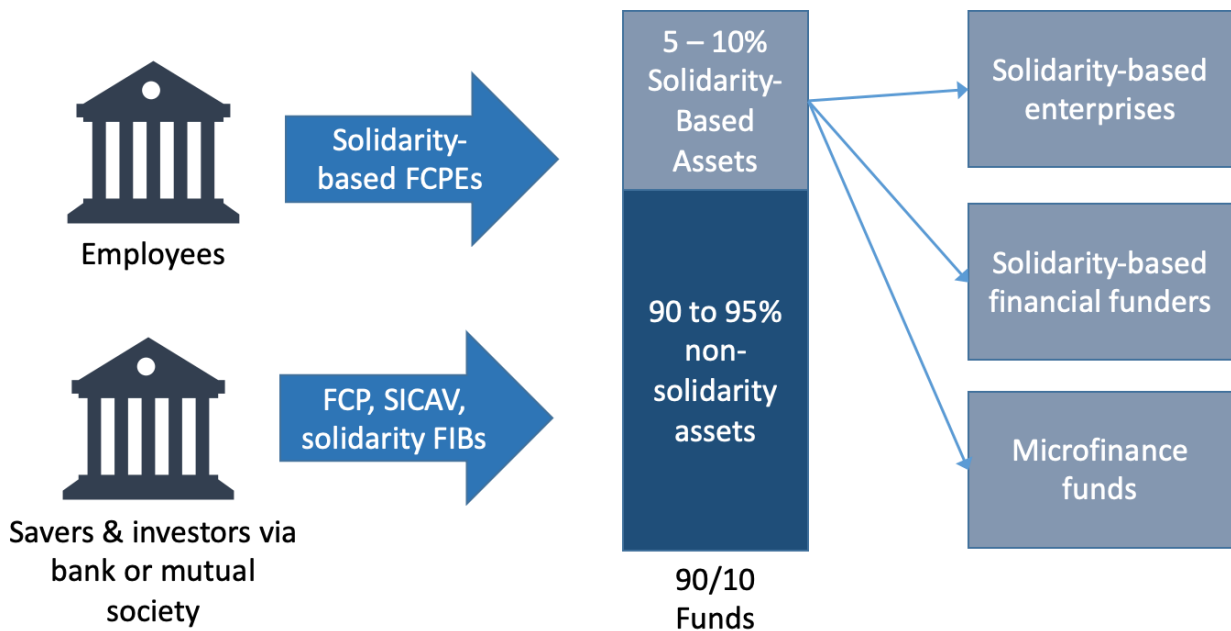 Employees
Solidarity-
based FCPEs
Savers & investors via
bank or mutual
society
FCP, SICAV,
solidarity FIBs
5 – 10%
Solidarity-
Based
Assets
90 to 95%
non-
solidarity
assets
90/10
Funds
Solidarity-based
enterprises
Solidarity-based
financial funders
Microfinance
funds